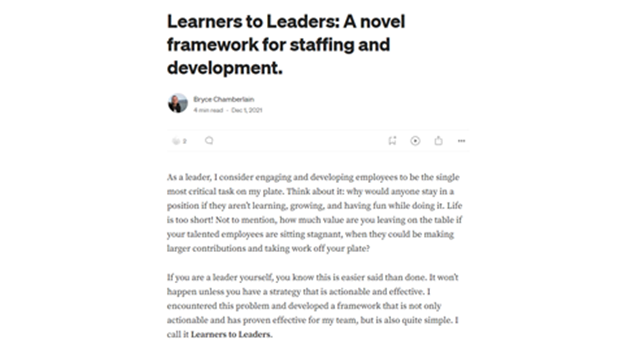 Learners to Leaders: A novel
framework for staffing and
development.
Bryce Chamberlain
4 min read · Dec 1, 2021
As a leader, I consider engaging and developing employees to be the single
most critical task on my plate. Think about it: why would anyone stay in a
position if they aren't learning, growing, and having fun while doing it. Life
is too short! Not to mention, how much value are you leaving on the table if
your talented employees are sitting stagnant, when they could be making
larger contributions and taking work off your plate?
If you are a leader yourself, you know this is easier said than done. It won't
happen unless you have a strategy that is actionable and effective. I
encountered this problem and developed a framework that is not only
actionable and has proven effective for my team, but is also quite simple. I
call it Learners to Leaders.